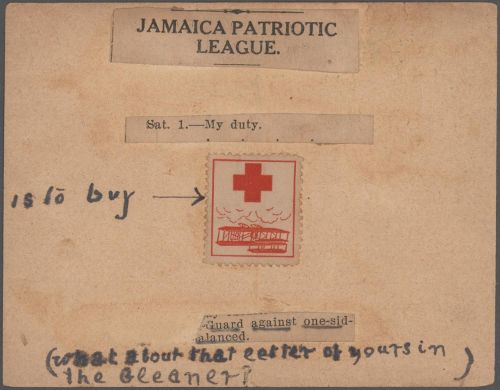 JAMAICA PATRIOTIC
LEAGUE.
Sat. 1.—My duty.
is to buy
Guard against one-sid-
alanced.
(what about that letter of yours in
the Gleaner?)